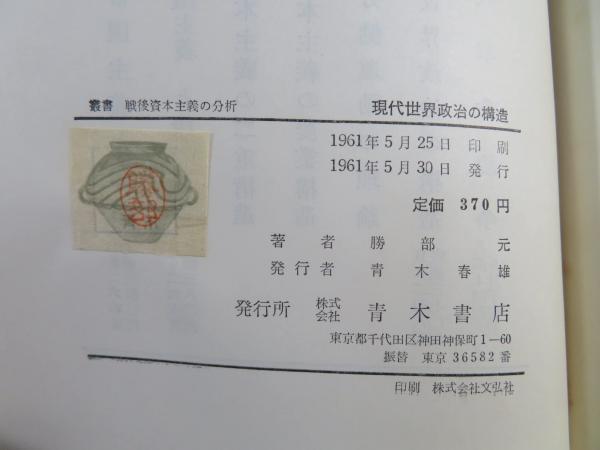 叢書 戦後資本主義の分析
現代世界政治の構造
1961年5月25日 印刷
1961年5月30日 発行
定価 370円
著者 勝部 元
発行者 青木春雄
発行所 株式会社 青木書店
東京都千代田区神田神保町1―60
振替 東京 36582 番
印刷 株式会社文弘社
勝部